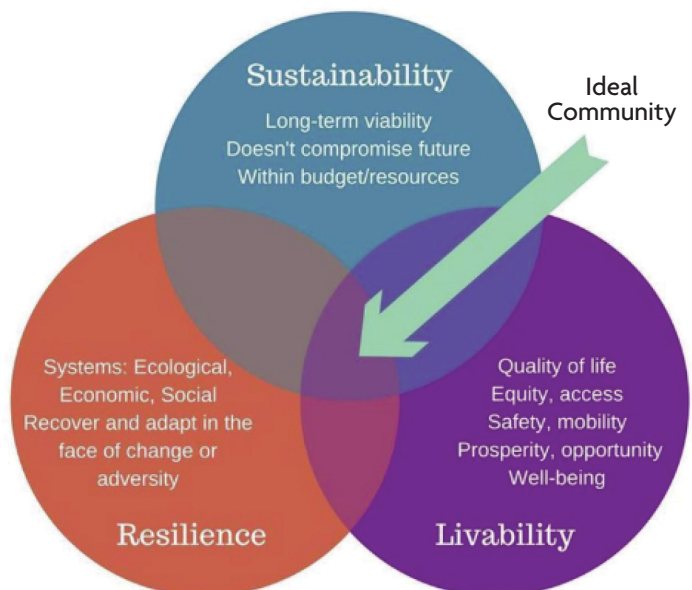 Sustainability
Long-term viability
Doesn't compromise future
Within budget/resources
Ideal
Community
Systems: Ecological,
Economic, Social
Recover and adapt in the
face of change or
adversity
Resilience
Quality of life
Equity, access
Safety, mobility
Prosperity, opportunity
Well-being
Livability